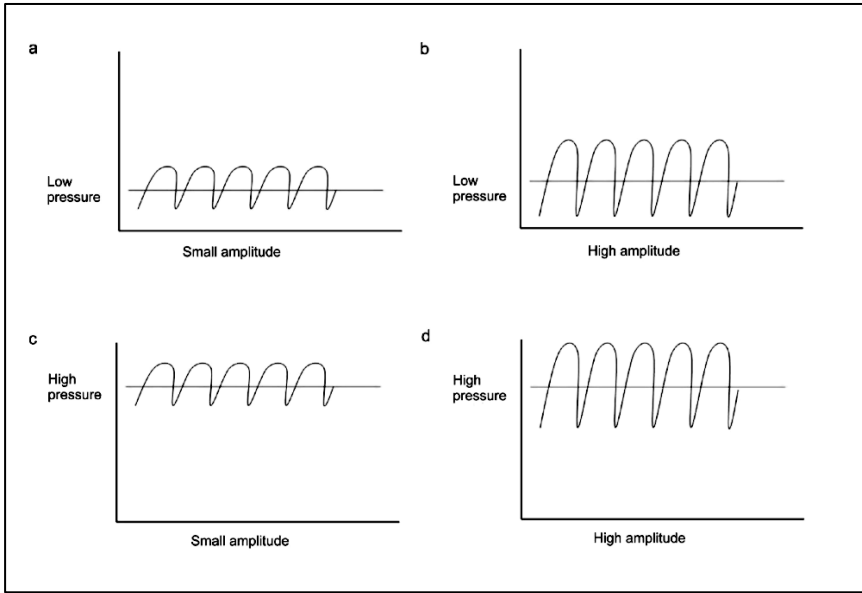 a
Low
pressure
Small amplitude
b
Low
pressure
High amplitude
c
High
pressure
Small amplitude
d
High
pressure
High amplitude